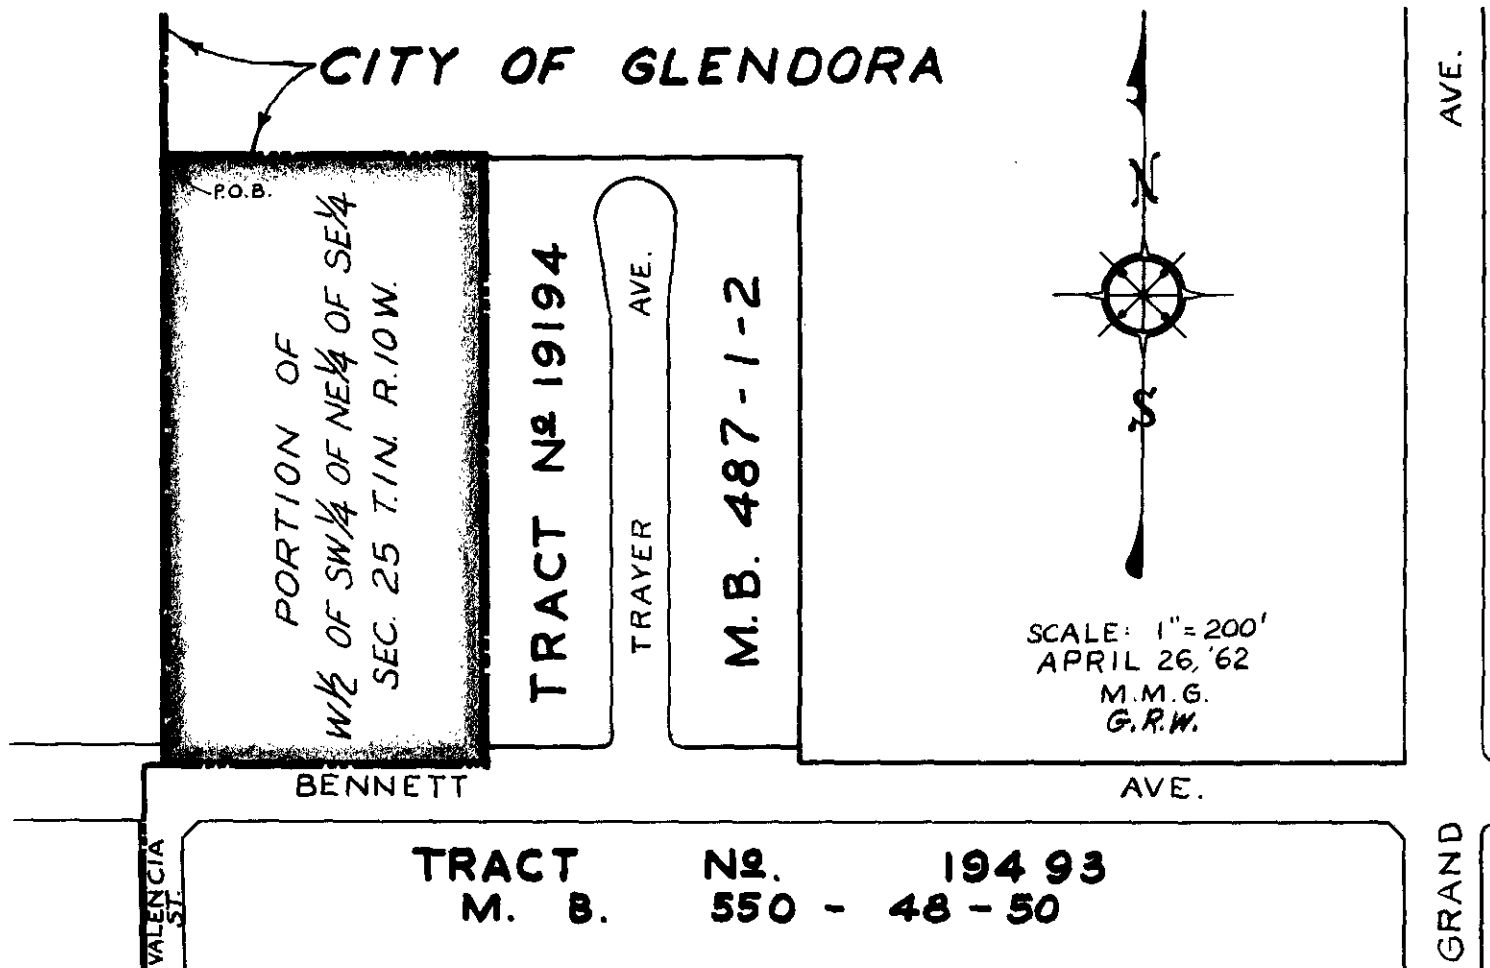 CITY OF GLENDORA
AVE.
P.O.B.
PORTION OF
W½ OF SW¼ OF NE¼ OF SE¼
SEC. 25 T.1N. R.10W.
TRACT Nº 19194
TRAYER AVE.
M.B. 487-1-2
N
S
SCALE: 1"=200'
APRIL 26, '62
M.M.G.
G.R.W.
BENNETT AVE.
VALENCIA
ST.
TRACT Nº. 19493
M. B. 550 - 48 - 50
GRAND